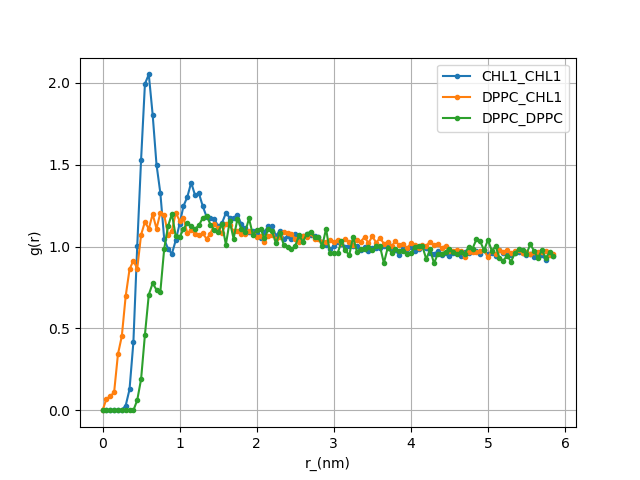 CHL1_CHL1
DPPC_CHL1
DPPC_DPPC
2.0
1.5
1.0
0.5
0.0
g(r)
0 1 2 3 4 5 6
r_(nm)